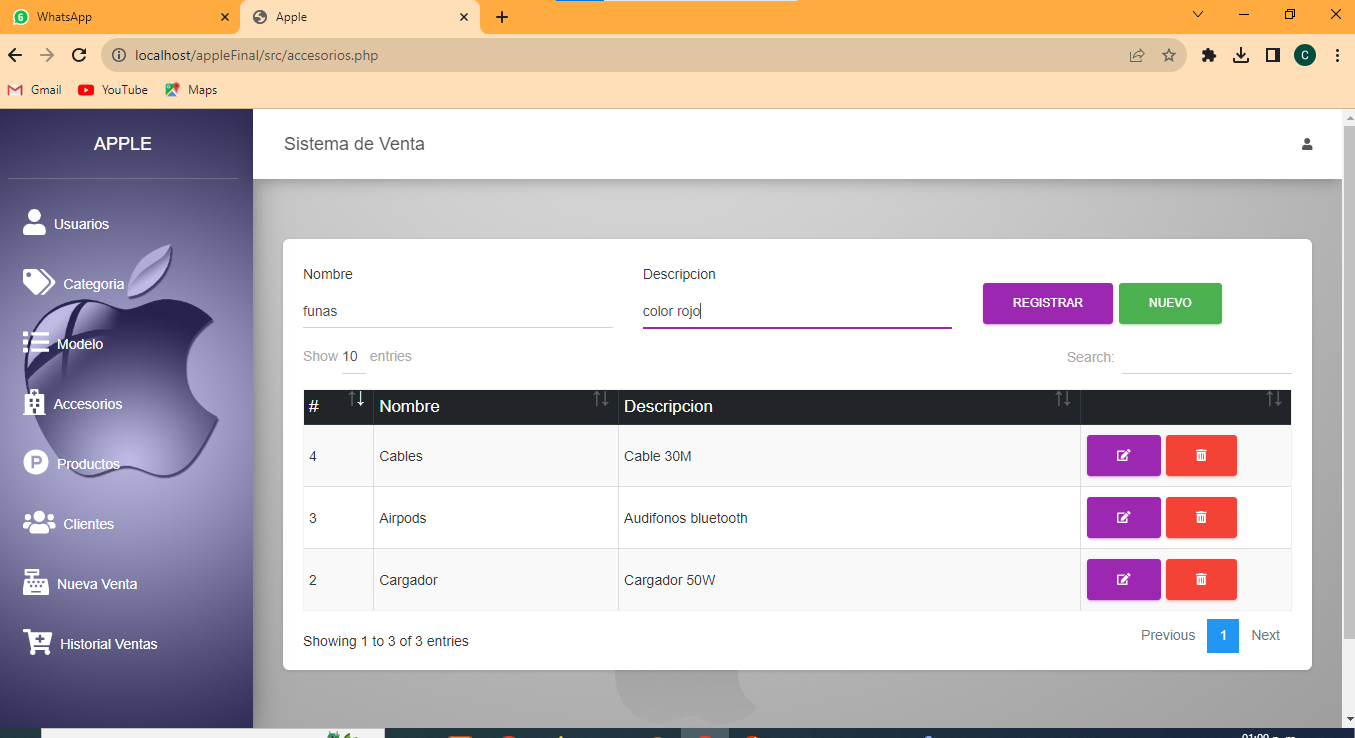 6 WhatsApp Apple
localhost/appleFinal/src/accesorios.php C
Gmail YouTube Maps
APPLE
Usuarios
Categoria
Modelo
Accesorios
P Productos
Clientes
Nueva Venta
Historial Ventas
Sistema de Venta
Nombre Descripcion
funas color rojo REGISTRAR NUEVO
Show 10 entries Search:
# Nombre Descripcion
4 Cables Cable 30M
3 Airpods Audifonos bluetooth
2 Cargador Cargador 50W
Showing 1 to 3 of 3 entries Previous 1 Next